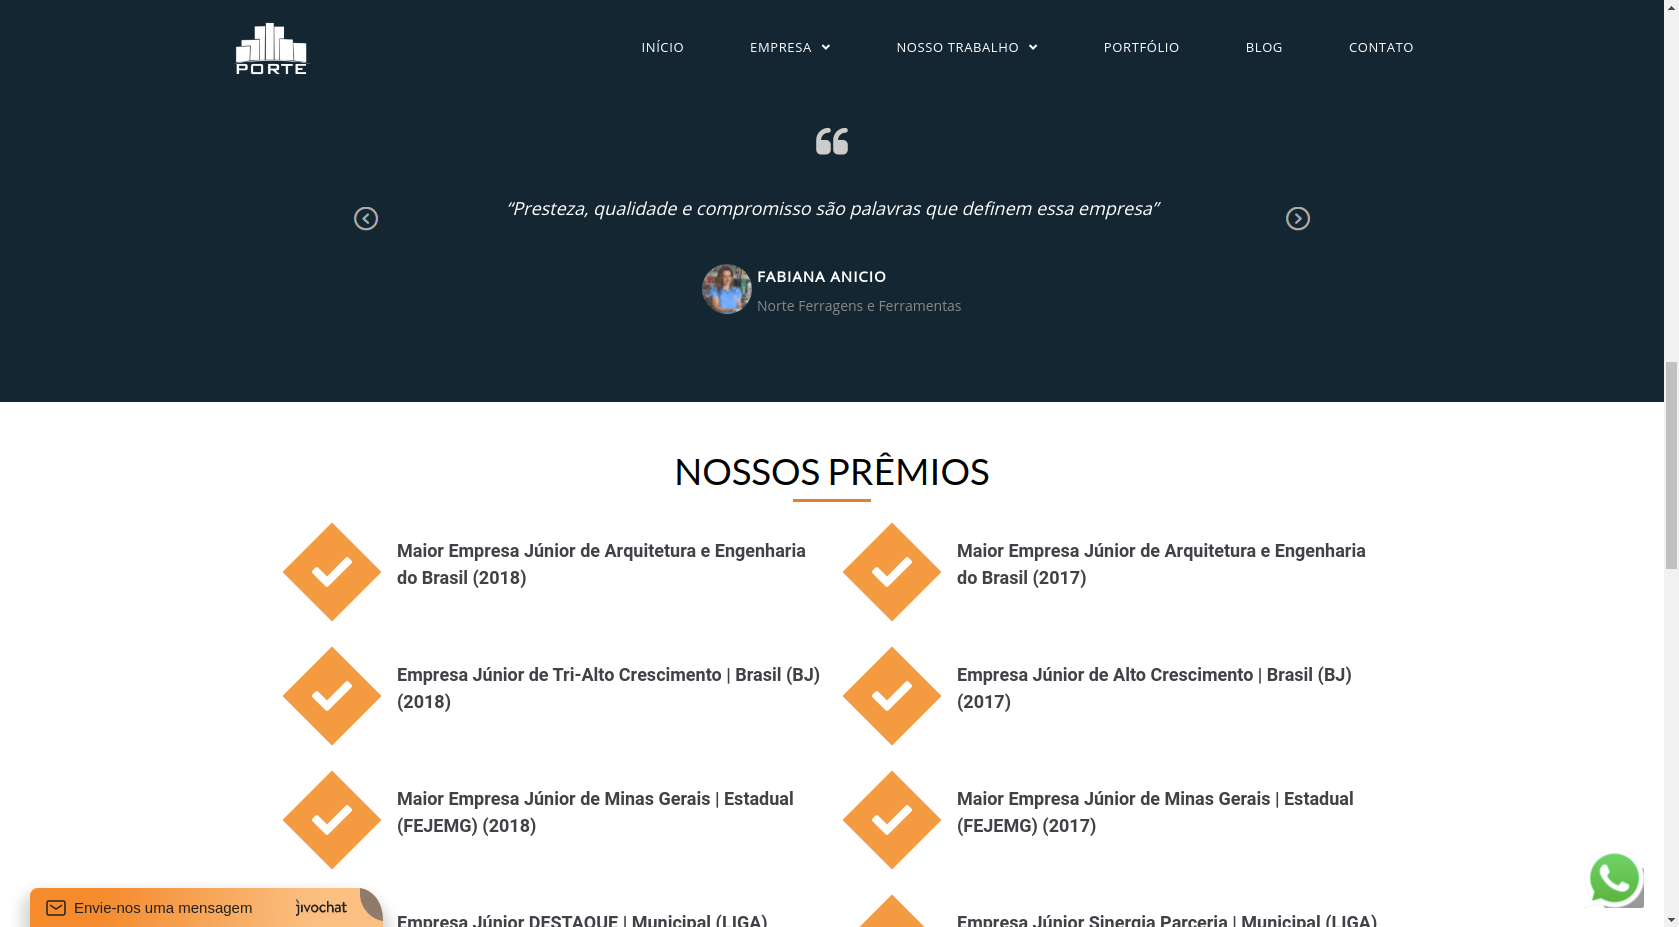 PORTE
INÍCIO
EMPRESA
NOSSO TRABALHO
PORTFÓLIO
BLOG
CONTATO
“Presteza, qualidade e compromisso são palavras que definem essa empresa”
FABIANA ANICIO
Norte Ferragens e Ferramentas
NOSSOS PRÊMIOS
Maior Empresa Júnior de Arquitetura e Engenharia
do Brasil (2018)
Maior Empresa Júnior de Arquitetura e Engenharia
do Brasil (2017)
Empresa Júnior de Tri-Alto Crescimento | Brasil (BJ)
(2018)
Empresa Júnior de Alto Crescimento | Brasil (BJ)
(2017)
Maior Empresa Júnior de Minas Gerais | Estadual
(FEJEMG) (2018)
Maior Empresa Júnior de Minas Gerais | Estadual
(FEJEMG) (2017)
Empresa Júnior DESTAQUE | Municipal (LIGA)
Empresa Júnior Sinergia Parceria | Municipal (LIGA)
Envie-nos uma mensagem
jivochat